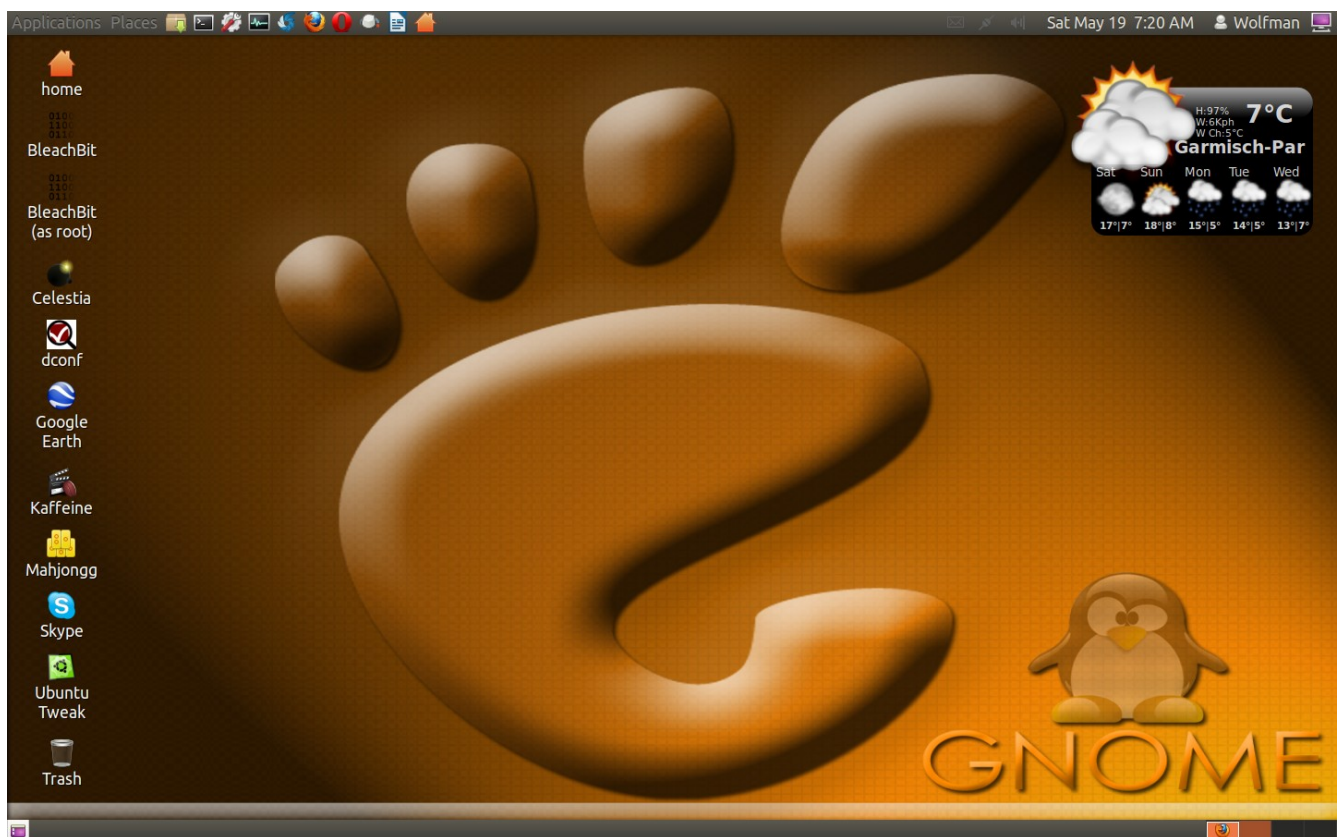 Applications Places
Sat May 19 7:20 AM Wolfman
home
BleachBit
BleachBit
(as root)
Celestia
dconf
Google
Earth
Kaffeine
Mahjongg
Skype
Ubuntu
Tweak
Trash
H:97%
W:6Kph
W Ch:5°C
7°C
Garmisch-Par
Sat Sun Mon Tue Wed
17°|7° 18°|8° 15°|5° 14°|5° 13°|7°
GNOME